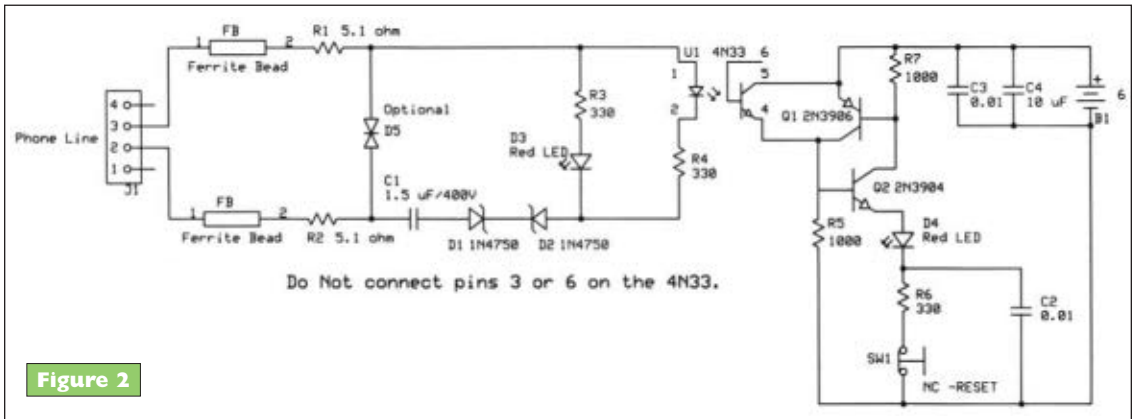 FB
1
2
Ferrite Bead
R1 5.1 ohm
Phone Line
4
3
2
1
J1
Optional
D5
R3
330
D3
Red LED
U1 4N33
6
1
2
5
4
R4
330
C1
1.5 uF/400V
1
FB
2
Ferrite Bead
R2 5.1 ohm
D1 1N4750
D2 1N4750
Do Not connect pins 3 or 6 on the 4N33.
R7
1000
Q1 2N3906
C3
0.01
C4
10 uF
+
6
B1
Q2 2N3904
R5
1000
D4
Red LED
R6
330
C2
0.01
SW1
NC -RESET
Figure 2